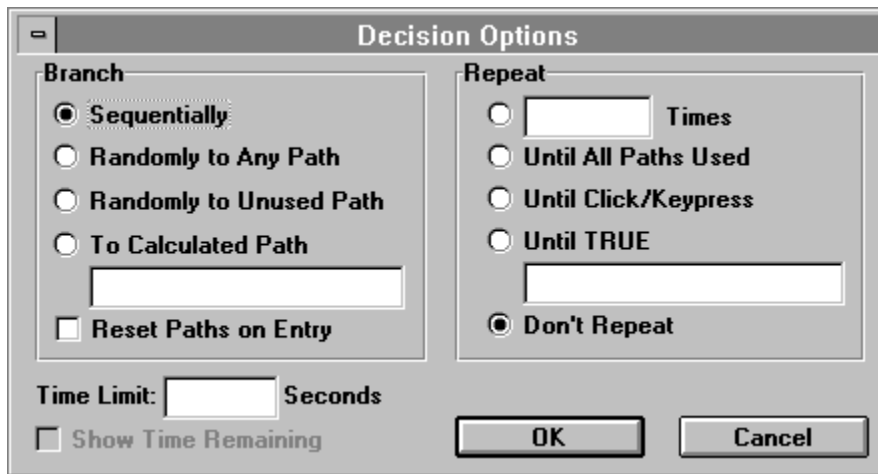 Decision Options
Branch
Sequentially
Randomly to Any Path
Randomly to Unused Path
To Calculated Path
Reset Paths on Entry
Repeat
Times
Until All Paths Used
Until Click/Keypress
Until TRUE
Don't Repeat
Time Limit: Seconds
Show Time Remaining
OK
Cancel